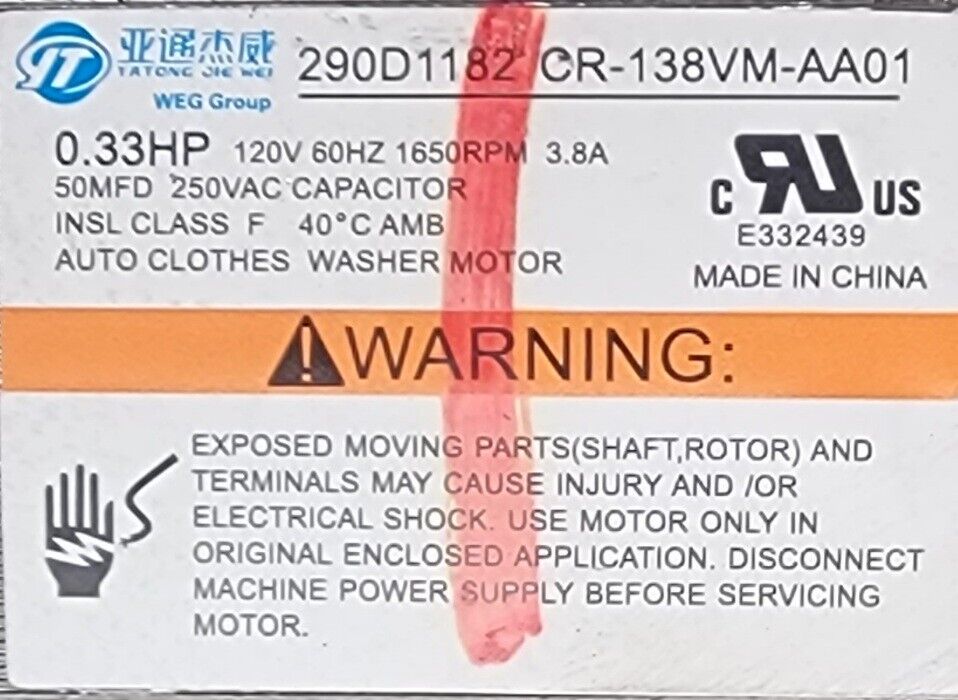 亚通杰威
YATONG JIE WEI
WEG Group
290D1182 CR-138VM-AA01
0.33HP 120V 60HZ 1650RPM 3.8A
50MFD 250VAC CAPACITOR
INSL CLASS F 40°C AMB
AUTO CLOTHES WASHER MOTOR
C RU US
E332439
MADE IN CHINA
WARNING:
EXPOSED MOVING PARTS(SHAFT,ROTOR) AND
TERMINALS MAY CAUSE INJURY AND /OR
ELECTRICAL SHOCK. USE MOTOR ONLY IN
ORIGINAL ENCLOSED APPLICATION. DISCONNECT
MACHINE POWER SUPPLY BEFORE SERVICING
MOTOR.